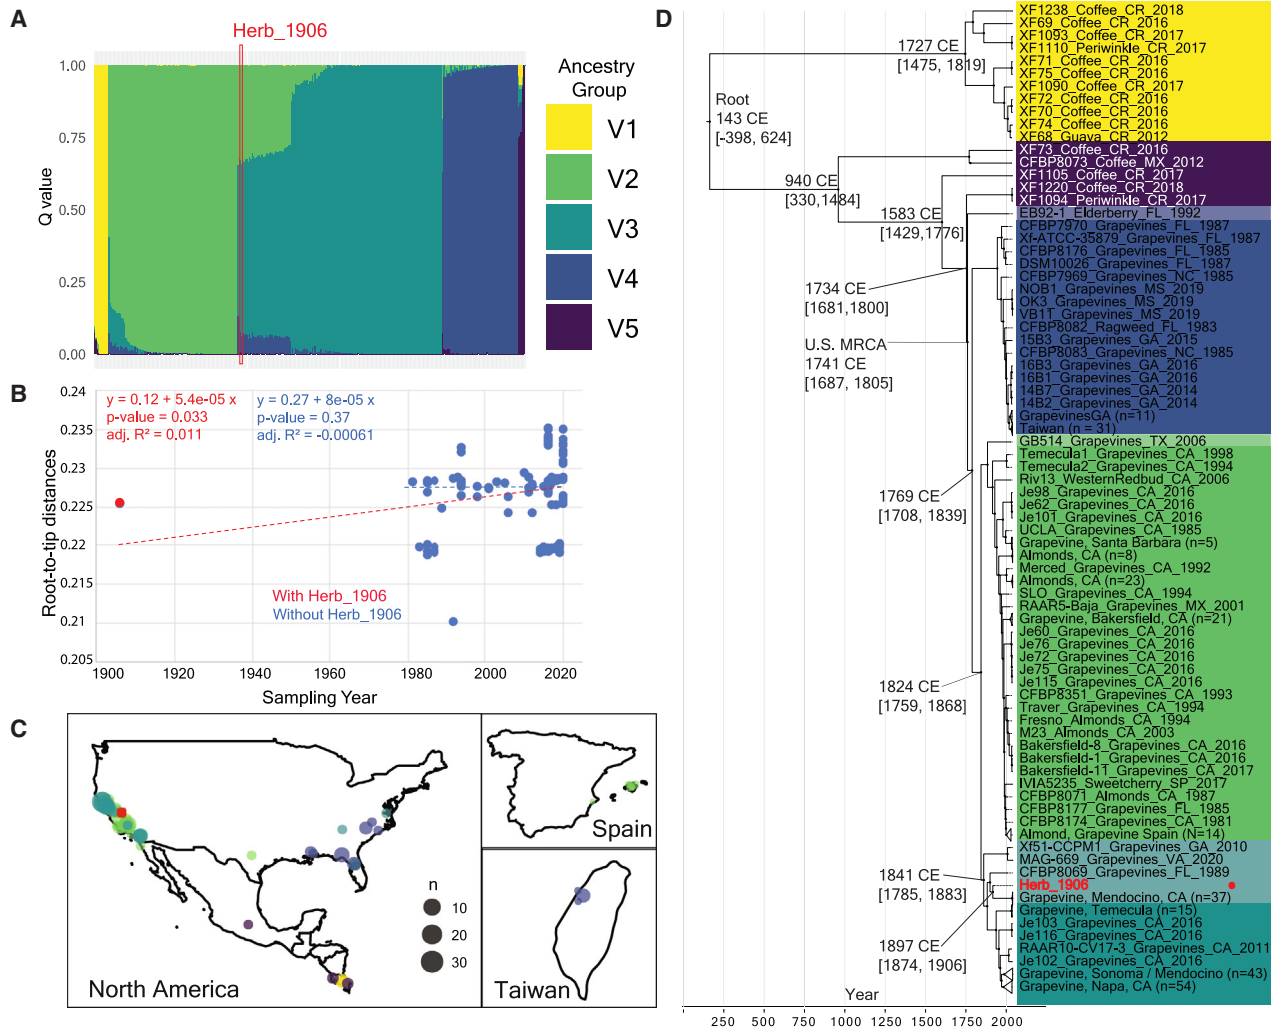 A
Herb_1906
1.00
0.75
0.50
0.25
0.00
Q value
Ancestry
Group
V1
V2
V3
V4
V5
B
0.24
0.235
0.23
0.225
0.22
0.215
0.21
0.205
Root-to-tip distances
y = 0.12 + 5.4e-05 x
p-value = 0.033
adj. R² = 0.011
y = 0.27 + 8e-05 x
p-value = 0.37
adj. R² = -0.00061
With Herb_1906
Without Herb_1906
1900
1920
1940
1960
1980
2000
2020
Sampling Year
C
n
10
20
30
North America
Spain
Taiwan
D
1727 CE
[1475, 1819]
Root
143 CE
[-398, 624]
940 CE
[330,1484]
1583 CE
[1429,1776]
1734 CE
[1681,1800]
U.S. MRCA
1741 CE
[1687, 1805]
1769 CE
[1708, 1839]
1824 CE
[1759, 1868]
1841 CE
[1785, 1883]
1897 CE
[1874, 1906]
XF1238_Coffee_CR_2018
XF69_Coffee_CR_2016
XF1093_Coffee_CR_2017
XF1110_Periwinkle_CR_2017
XF71_Coffee_CR_2016
XF75_Coffee_CR_2016
XF1090_Coffee_CR_2017
XF72_Coffee_CR_2016
XF70_Coffee_CR_2016
XF74_Coffee_CR_2016
XF68_Guava_CR_2012
XF73_Coffee_CR_2016
CFBP8073_Coffee_MX_2012
XF1105_Coffee_CR_2017
XF1220_Coffee_CR_2018
XF1094_Periwinkle_CR_2017
EB92-1_Elderberry_FL_1992
CFBP7970_Grapevines_FL_1987
Xf-ATCC-35879_Grapevines_FL_1987
CFBP8176_Grapevines_FL_1985
DSM10026_Grapevines_FL_1987
CFBP7969_Grapevines_NC_1985
NOB1_Grapevines_MS_2019
OK3_Grapevines_MS_2019
VB11_Grapevines_MS_2019
CFBP8082_Ragweed_FL_1983
15B3_Grapevines_GA_2015
CFBP8083_Grapevines_NC_1985
16B3_Grapevines_GA_2016
16B1_Grapevines_GA_2016
14B7_Grapevines_GA_2014
14B2_Grapevines_GA_2014
GrapevinesGA (n=11)
Taiwan (n = 31)
GB514_Grapevines_TX_2006
Temecula1_Grapevines_CA_1998
Temecula2_Grapevines_CA_1994
Riv13_WesternRedbud_CA_2006
Je98_Grapevines_CA_2016
Je62_Grapevines_CA_2016
Je101_Grapevines_CA_2016
UCLA_Grapevines_CA_1985
Grapevine, Santa Barbara (n=5)
Almonds, CA (n=8)
Merced_Grapevines_CA_1992
Almonds, CA (n=23)
SLO_Grapevines_CA_1994
RAAR5-Baja_Grapevines_MX_2001
Grapevine, Bakersfield, CA (n=21)
Je60_Grapevines_CA_2016
Je76_Grapevines_CA_2016
Je72_Grapevines_CA_2016
Je75_Grapevines_CA_2016
Je115_Grapevines_CA_2016
CFBP8351_Grapevines_CA_1993
Traver_Grapevines_CA_1994
Fresno_Almonds_CA_1994
M23_Almonds_CA_2003
Bakersfield-8_Grapevines_CA_2016
Bakersfield-1_Grapevines_CA_2016
Bakersfield-11_Grapevines_CA_2017
IVIA5235_Sweetcherry_SP_2017
CFBP8071_Almonds_CA_1987
CFBP8177_Grapevines_FL_1985
CFBP8174_Grapevines_CA_1981
Almond, Grapevine Spain (N=14)
Xf51-CCPM1_Grapevines_GA_2010
MAG-669_Grapevines_VA_2020
CFBP8069_Grapevines_FL_1989
Herb_1906
Grapevine, Mendocino, CA (n=37)
Grapevine, Temecula (n=15)
Je103_Grapevines_CA_2016
Je116_Grapevines_CA_2016
RAAR10-CV17-3_Grapevines_CA_2011
Je102_Grapevines_CA_2016
Grapevine, Sonoma / Mendocino (n=43)
Grapevine, Napa, CA (n=54)
Year
250
500
750
1000
1250
1500
1750
2000